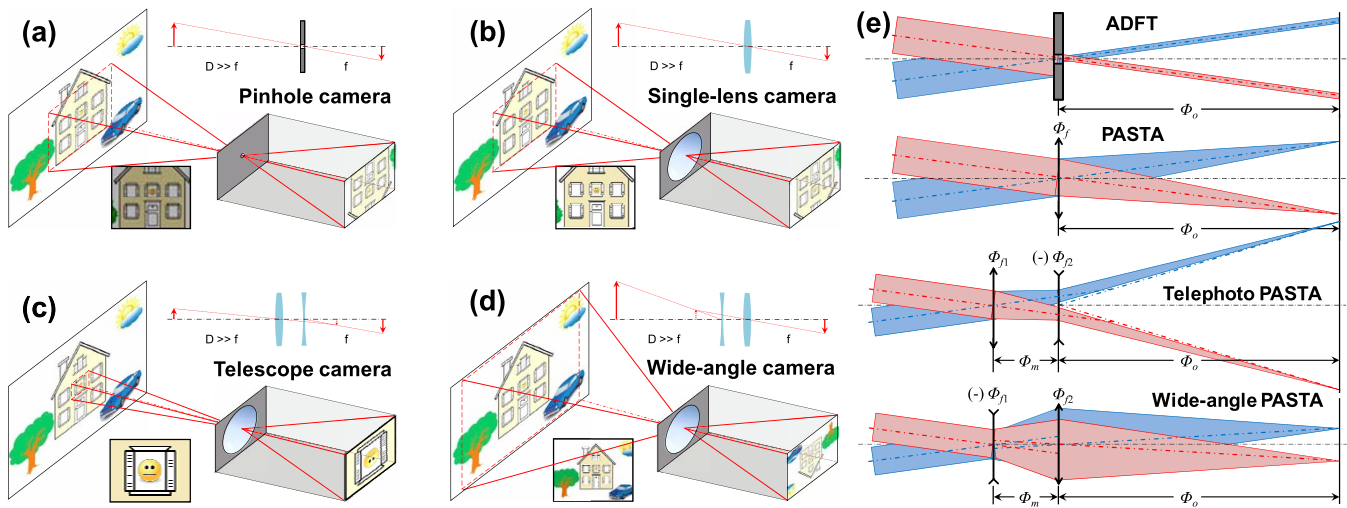 (a)
D >> f
f
Pinhole camera
(b)
D >> f
f
Single-lens camera
(c)
D >> f
f
Telescope camera
(d)
D >> f
f
Wide-angle camera
(e)
ADFT
Φo
Φf
PASTA
Φo
Φf1
(-) Φf2
Telephoto PASTA
Φm
Φo
(-) Φf1
Φf2
Wide-angle PASTA
Φm
Φo